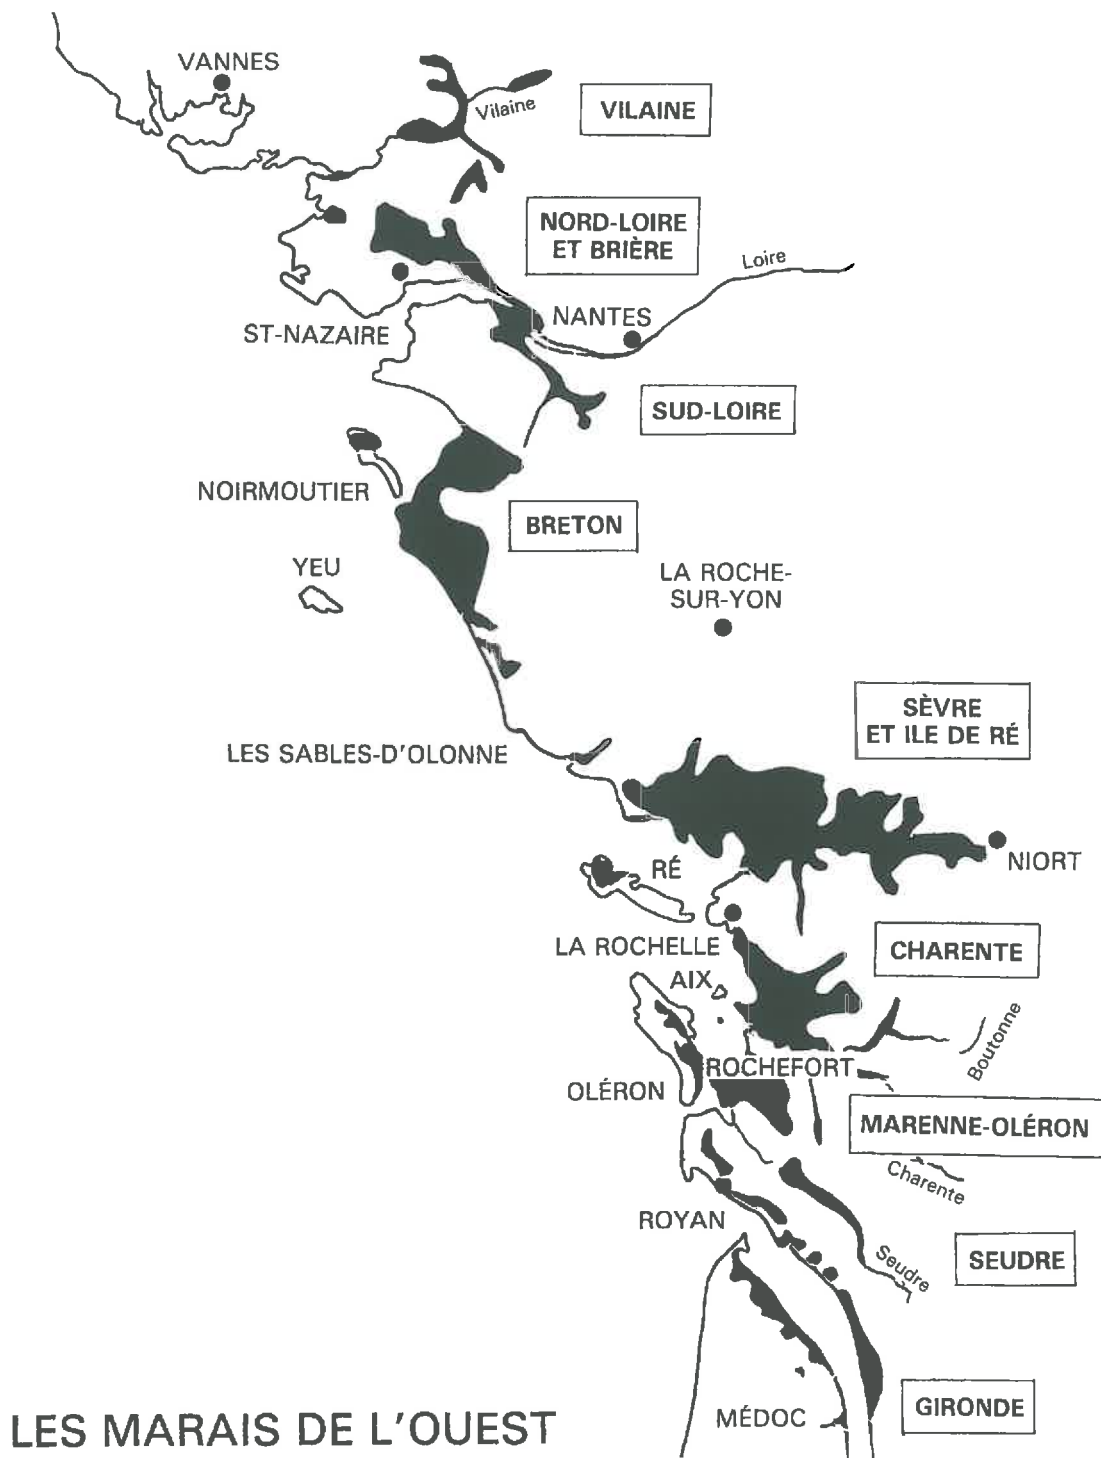 VANNES
Vilaine
VILAINE
NORD-LOIRE
ET BRIÈRE
Loire
NANTES
ST-NAZAIRE
SUD-LOIRE
NOIRMOUTIER
BRETON
YEU
LA ROCHE-
SUR-YON
SÈVRE
ET ILE DE RÉ
LES SABLES-D'OLONNE
NIORT
RÉ
LA ROCHELLE
CHARENTE
AIX
Boutonne
ROCHEFORT
OLÉRON
MARENNE-OLÉRON
Charente
ROYAN
SEUDRE
Seudre
GIRONDE
MÉDOC
LES MARAIS DE L'OUEST